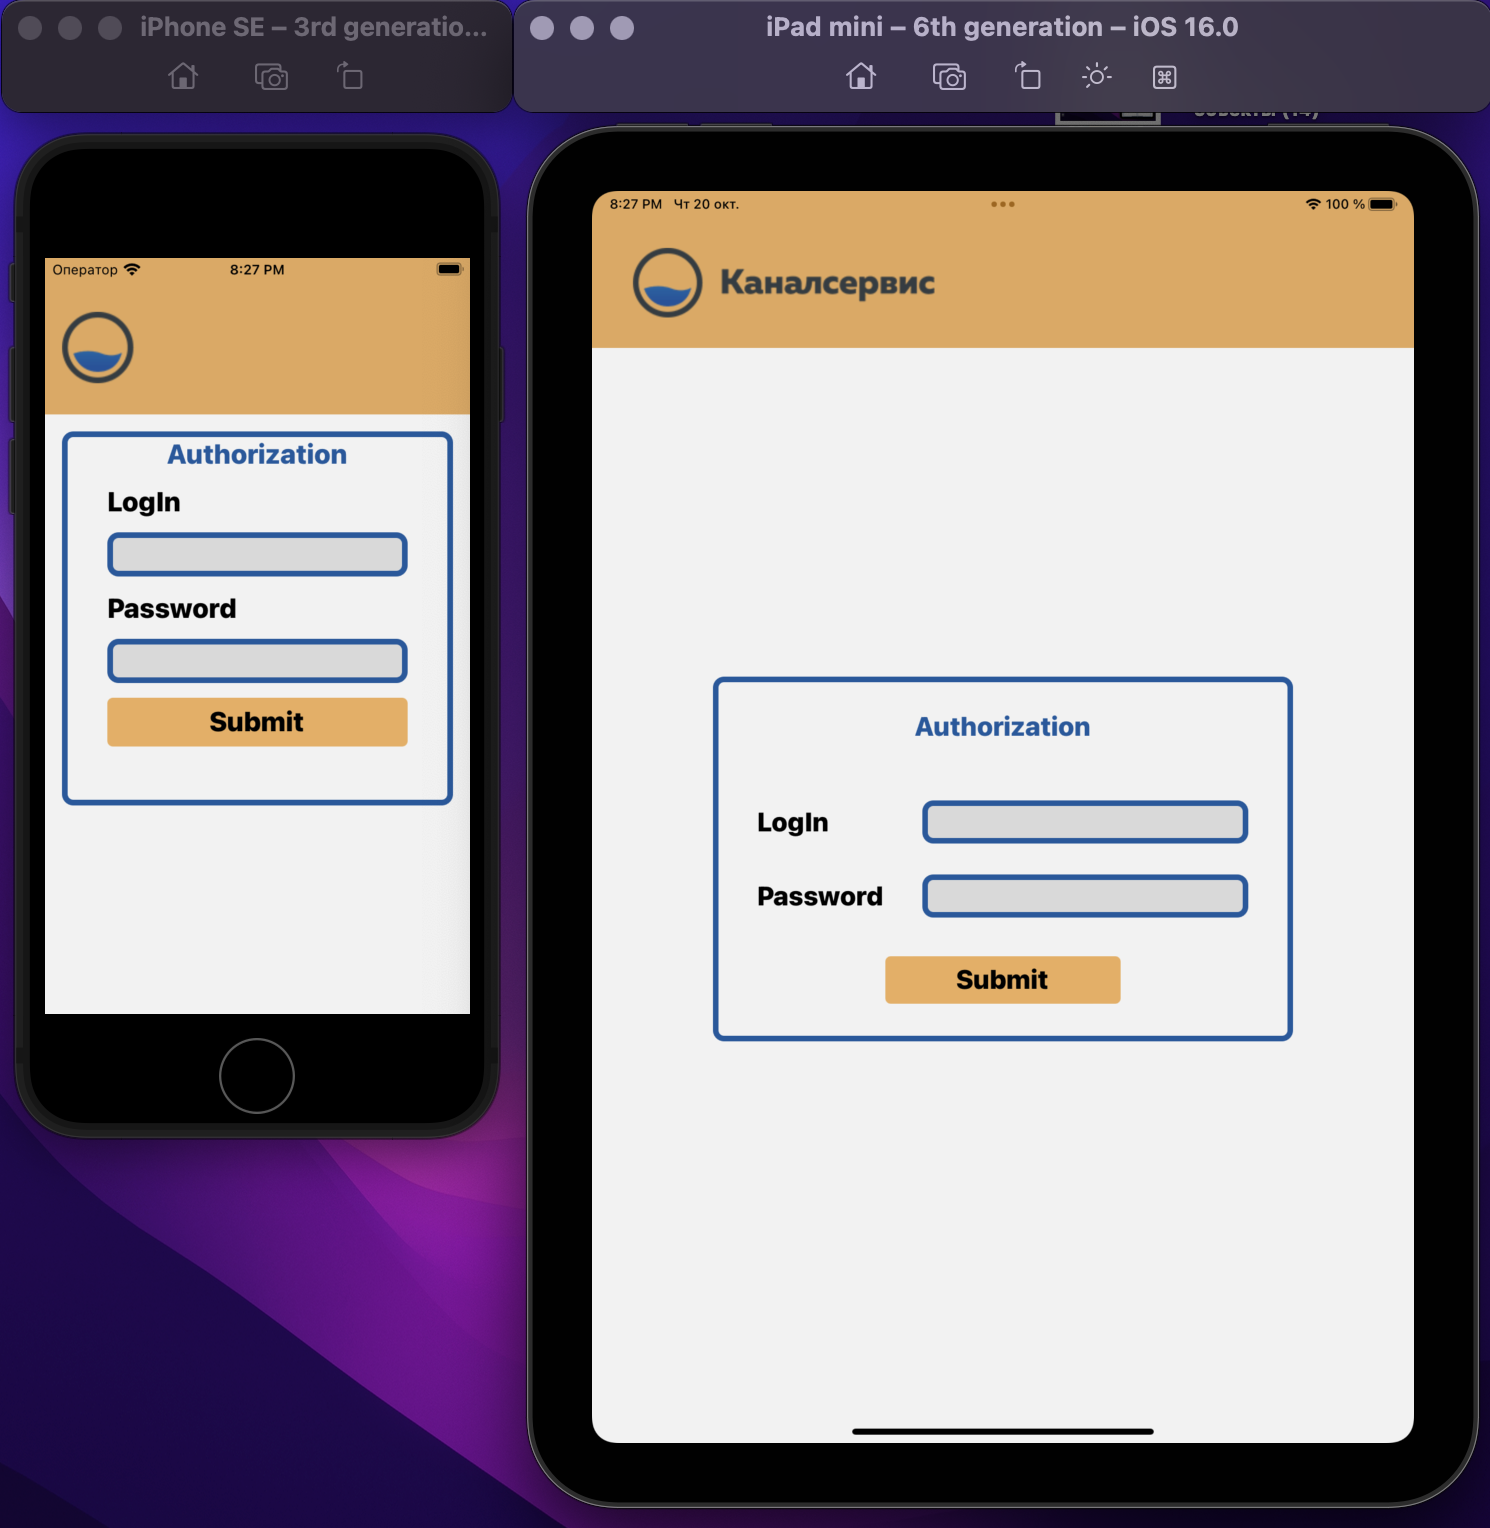 iPhone SE – 3rd generatio...
Оператор
8:27 PM
Authorization
LogIn
Password
Submit
iPad mini – 6th generation – iOS 16.0
8:27 PM Чт 20 окт.
100 %
Каналсервис
Authorization
LogIn
Password
Submit